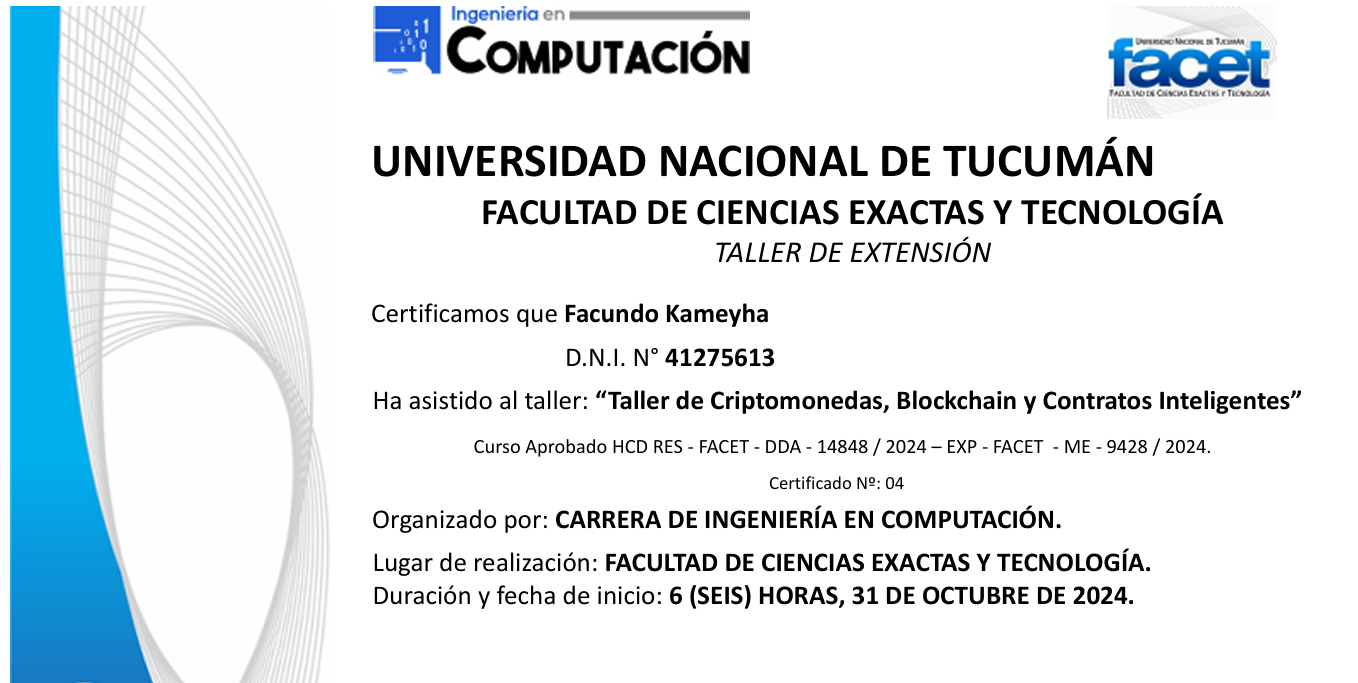 Ingeniería en
COMPUTACIÓN
UNIVERSIDAD NACIONAL DE TUCUMÁN
facet
FACULTAD DE CIENCIAS EXACTAS Y TECNOLOGÍA
UNIVERSIDAD NACIONAL DE TUCUMÁN
FACULTAD DE CIENCIAS EXACTAS Y TECNOLOGÍA
TALLER DE EXTENSIÓN
Certificamos que Facundo Kameyha
D.N.I. N° 41275613
Ha asistido al taller: “Taller de Criptomonedas, Blockchain y Contratos Inteligentes”
Curso Aprobado HCD RES - FACET - DDA - 14848 / 2024 – EXP - FACET - ME - 9428 / 2024.
Certificado Nº: 04
Organizado por: CARRERA DE INGENIERÍA EN COMPUTACIÓN.
Lugar de realización: FACULTAD DE CIENCIAS EXACTAS Y TECNOLOGÍA.
Duración y fecha de inicio: 6 (SEIS) HORAS, 31 DE OCTUBRE DE 2024.